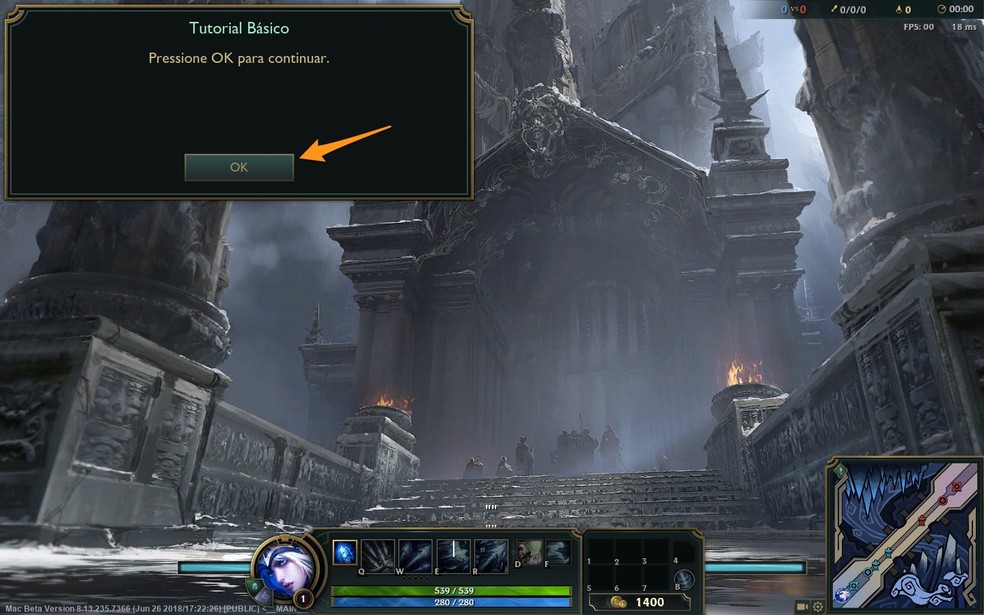 Tutorial Básico
Pressione OK para continuar.
OK
0 vs 0
0/0/0
0
00:00
FPS: 00
18 ms
Q
W
E
R
D
F
1
2
3
4
5
6
7
B
539 / 539
280 / 280
1
1400
Mac Beta Version 8.13.235.7366 (Jun 26 2018/17:22:26) [PUBLIC] <